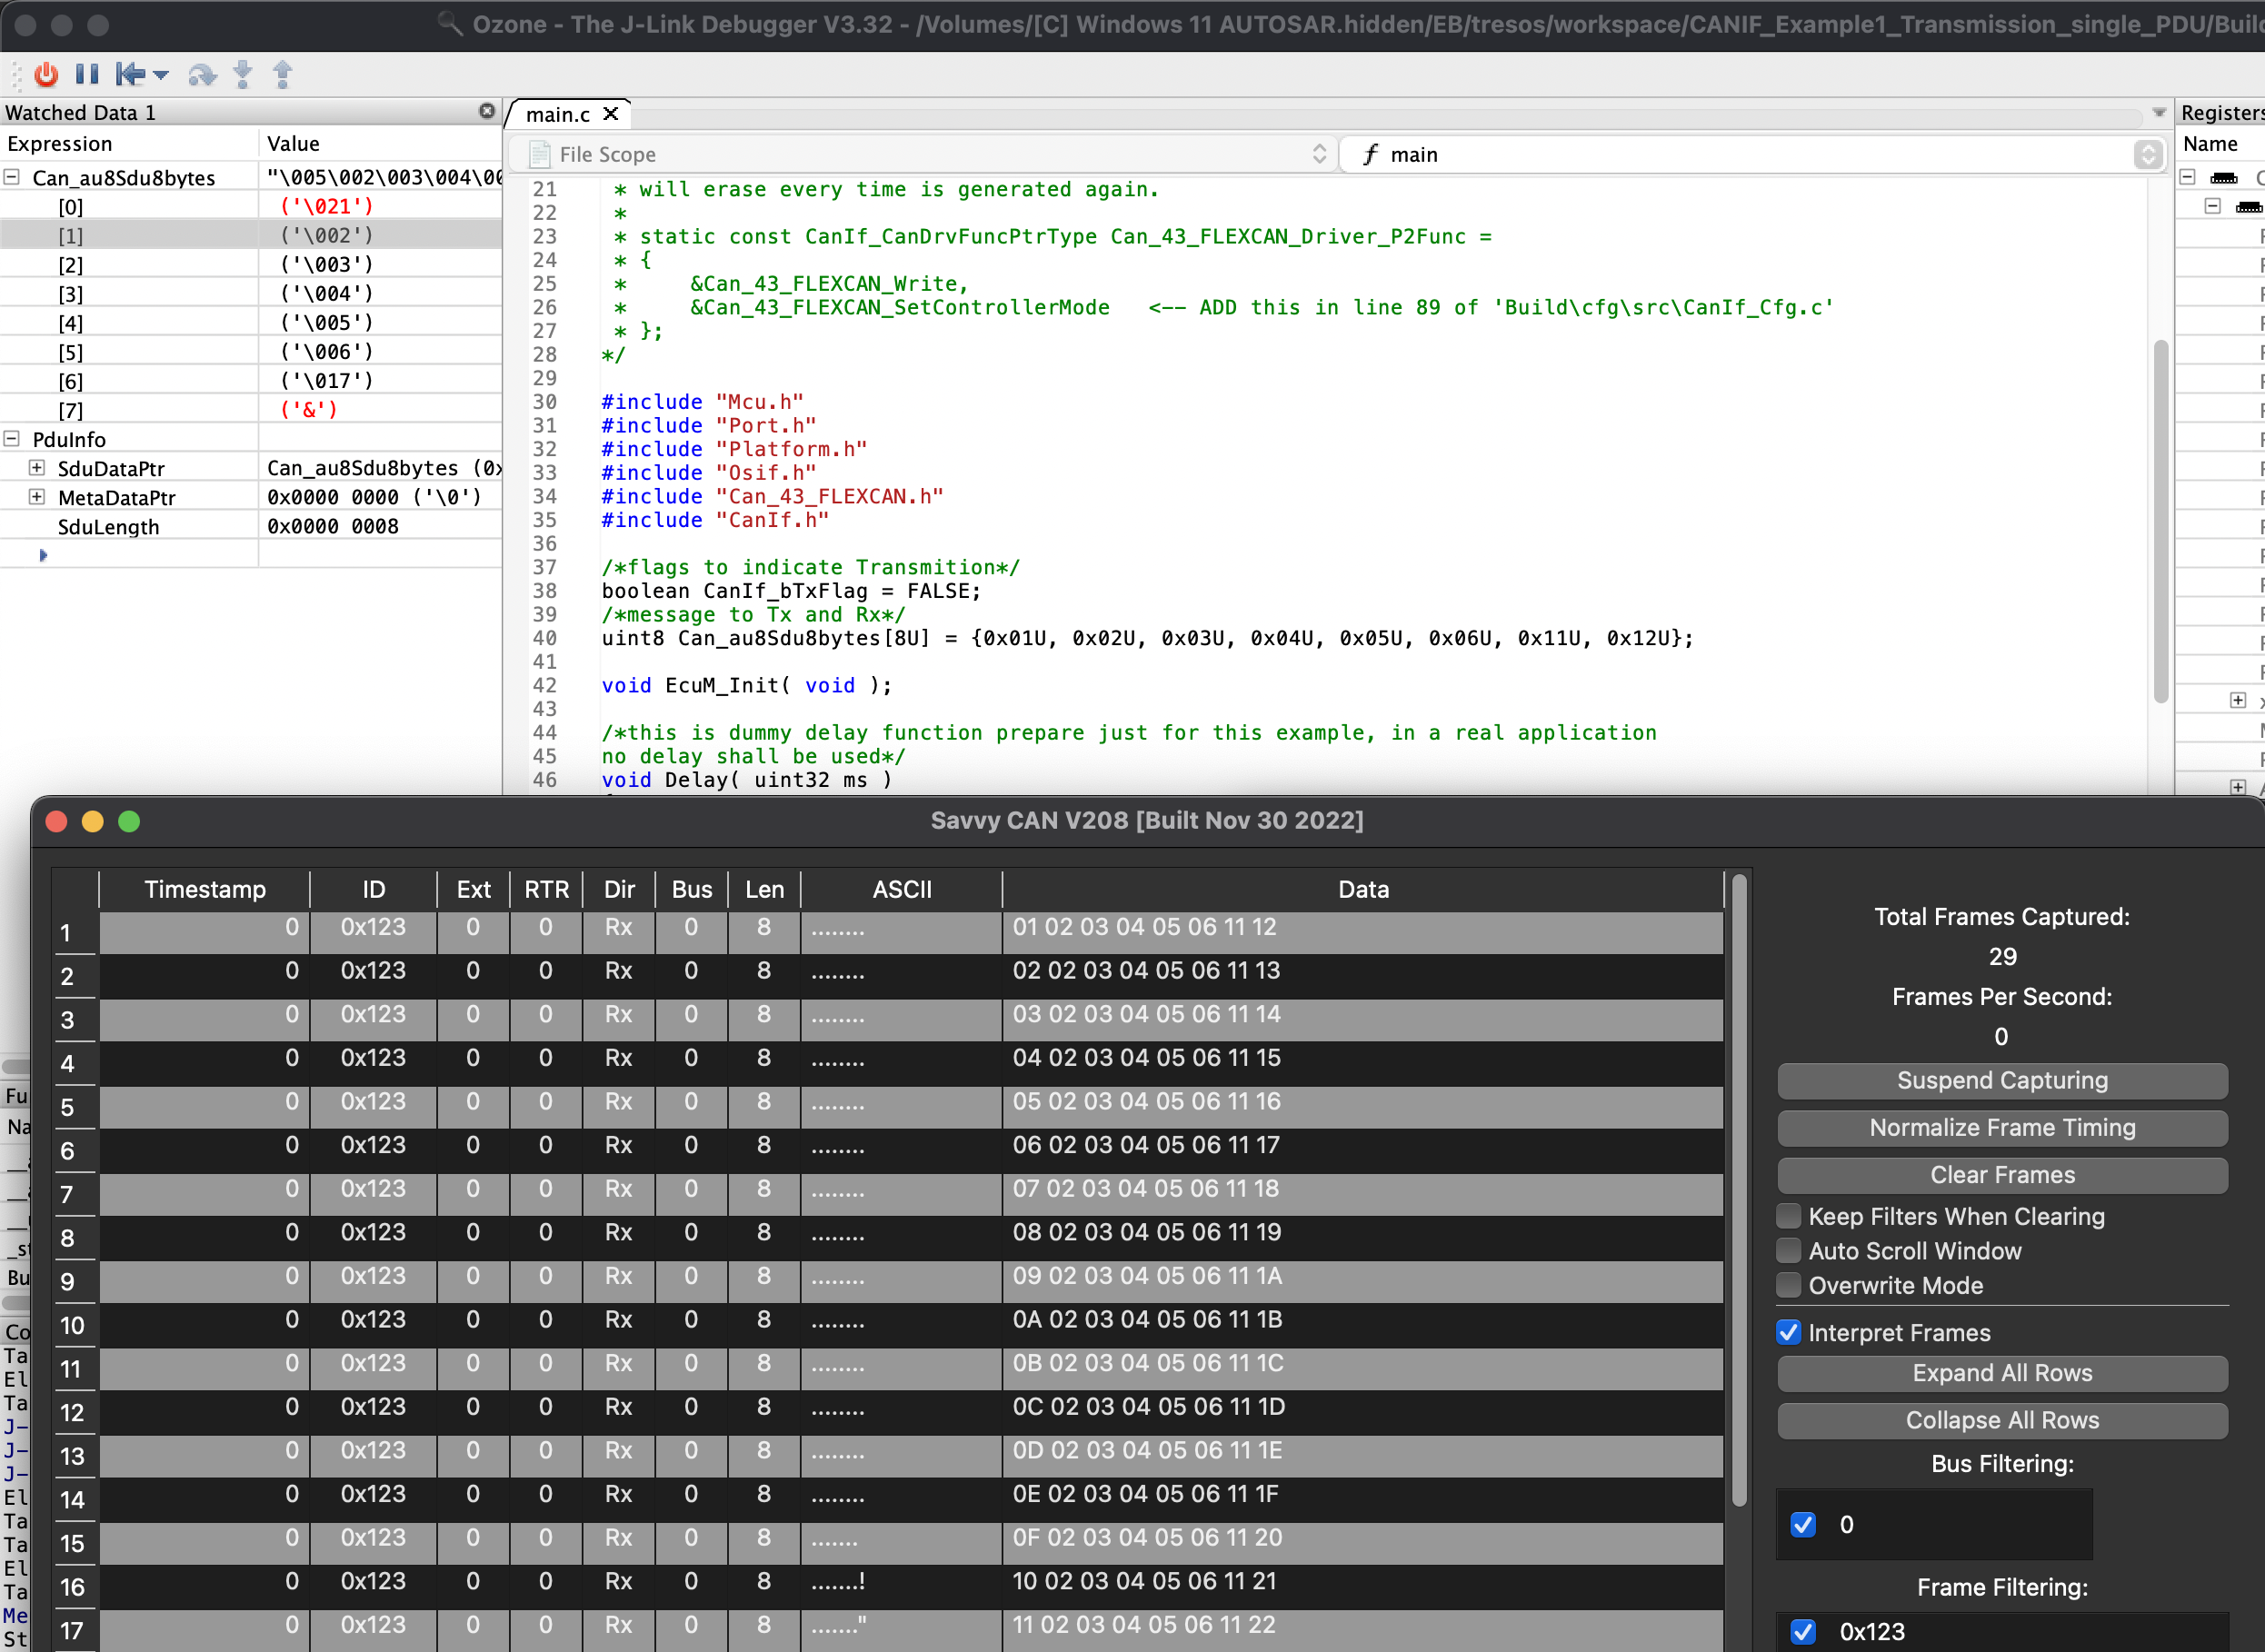 Ozone - The J-Link Debugger V3.32 - /Volumes/[C] Windows 11 AUTOSAR.hidden/EB/tresos/workspace/CANIF_Example1_Transmission_single_PDU/Buil
Watched Data 1
Expression Value
Can_au8Sdu8bytes "\005\002\003\004\00
[0] ('\021')
[1] ('\002')
[2] ('\003')
[3] ('\004')
[4] ('\005')
[5] ('\006')
[6] ('\017')
[7] ('&')
PduInfo
SduDataPtr Can_au8Sdu8bytes (0x
MetaDataPtr 0x0000 0000 ('\0')
SduLength 0x0000 0008
main.c
File Scope
f main
21 * will erase every time is generated again.
22 *
23 * static const CanIf_CanDrvFuncPtrType Can_43_FLEXCAN_Driver_P2Func =
24 * {
25 * &Can_43_FLEXCAN_Write,
26 * &Can_43_FLEXCAN_SetControllerMode <-- ADD this in line 89 of 'Build\cfg\src\CanIf_Cfg.c'
27 * };
28 */
29
30 #include "Mcu.h"
31 #include "Port.h"
32 #include "Platform.h"
33 #include "Osif.h"
34 #include "Can_43_FLEXCAN.h"
35 #include "CanIf.h"
36
37 /*flags to indicate Transmition*/
38 boolean CanIf_bTxFlag = FALSE;
39 /*message to Tx and Rx*/
40 uint8 Can_au8Sdu8bytes[8U] = {0x01U, 0x02U, 0x03U, 0x04U, 0x05U, 0x06U, 0x11U, 0x12U};
41
42 void EcuM_Init( void );
43
44 /*this is dummy delay function prepare just for this example, in a real application
45 no delay shall be used*/
46 void Delay( uint32 ms )
Registers
Name
Fu
Na
Bu
Co
Ta
El
Ta
J-
J-
J-
El
Ta
Ta
El
Ta
Me
St
Savvy CAN V208 [Built Nov 30 2022]
Timestamp ID Ext RTR Dir Bus Len ASCII Data
1 0 0x123 0 0 Rx 0 8 ........ 01 02 03 04 05 06 11 12
2 0 0x123 0 0 Rx 0 8 ........ 02 02 03 04 05 06 11 13
3 0 0x123 0 0 Rx 0 8 ........ 03 02 03 04 05 06 11 14
4 0 0x123 0 0 Rx 0 8 ........ 04 02 03 04 05 06 11 15
5 0 0x123 0 0 Rx 0 8 ........ 05 02 03 04 05 06 11 16
6 0 0x123 0 0 Rx 0 8 ........ 06 02 03 04 05 06 11 17
7 0 0x123 0 0 Rx 0 8 ........ 07 02 03 04 05 06 11 18
8 0 0x123 0 0 Rx 0 8 ........ 08 02 03 04 05 06 11 19
9 0 0x123 0 0 Rx 0 8 ........ 09 02 03 04 05 06 11 1A
10 0 0x123 0 0 Rx 0 8 ........ 0A 02 03 04 05 06 11 1B
11 0 0x123 0 0 Rx 0 8 ........ 0B 02 03 04 05 06 11 1C
12 0 0x123 0 0 Rx 0 8 ........ 0C 02 03 04 05 06 11 1D
13 0 0x123 0 0 Rx 0 8 ........ 0D 02 03 04 05 06 11 1E
14 0 0x123 0 0 Rx 0 8 ........ 0E 02 03 04 05 06 11 1F
15 0 0x123 0 0 Rx 0 8 ....... 0F 02 03 04 05 06 11 20
16 0 0x123 0 0 Rx 0 8 .......! 10 02 03 04 05 06 11 21
17 0 0x123 0 0 Rx 0 8 ......." 11 02 03 04 05 06 11 22
Total Frames Captured:
29
Frames Per Second:
0
Suspend Capturing
Normalize Frame Timing
Clear Frames
Keep Filters When Clearing
Auto Scroll Window
Overwrite Mode
Interpret Frames
Expand All Rows
Collapse All Rows
Bus Filtering:
0
Frame Filtering:
0x123